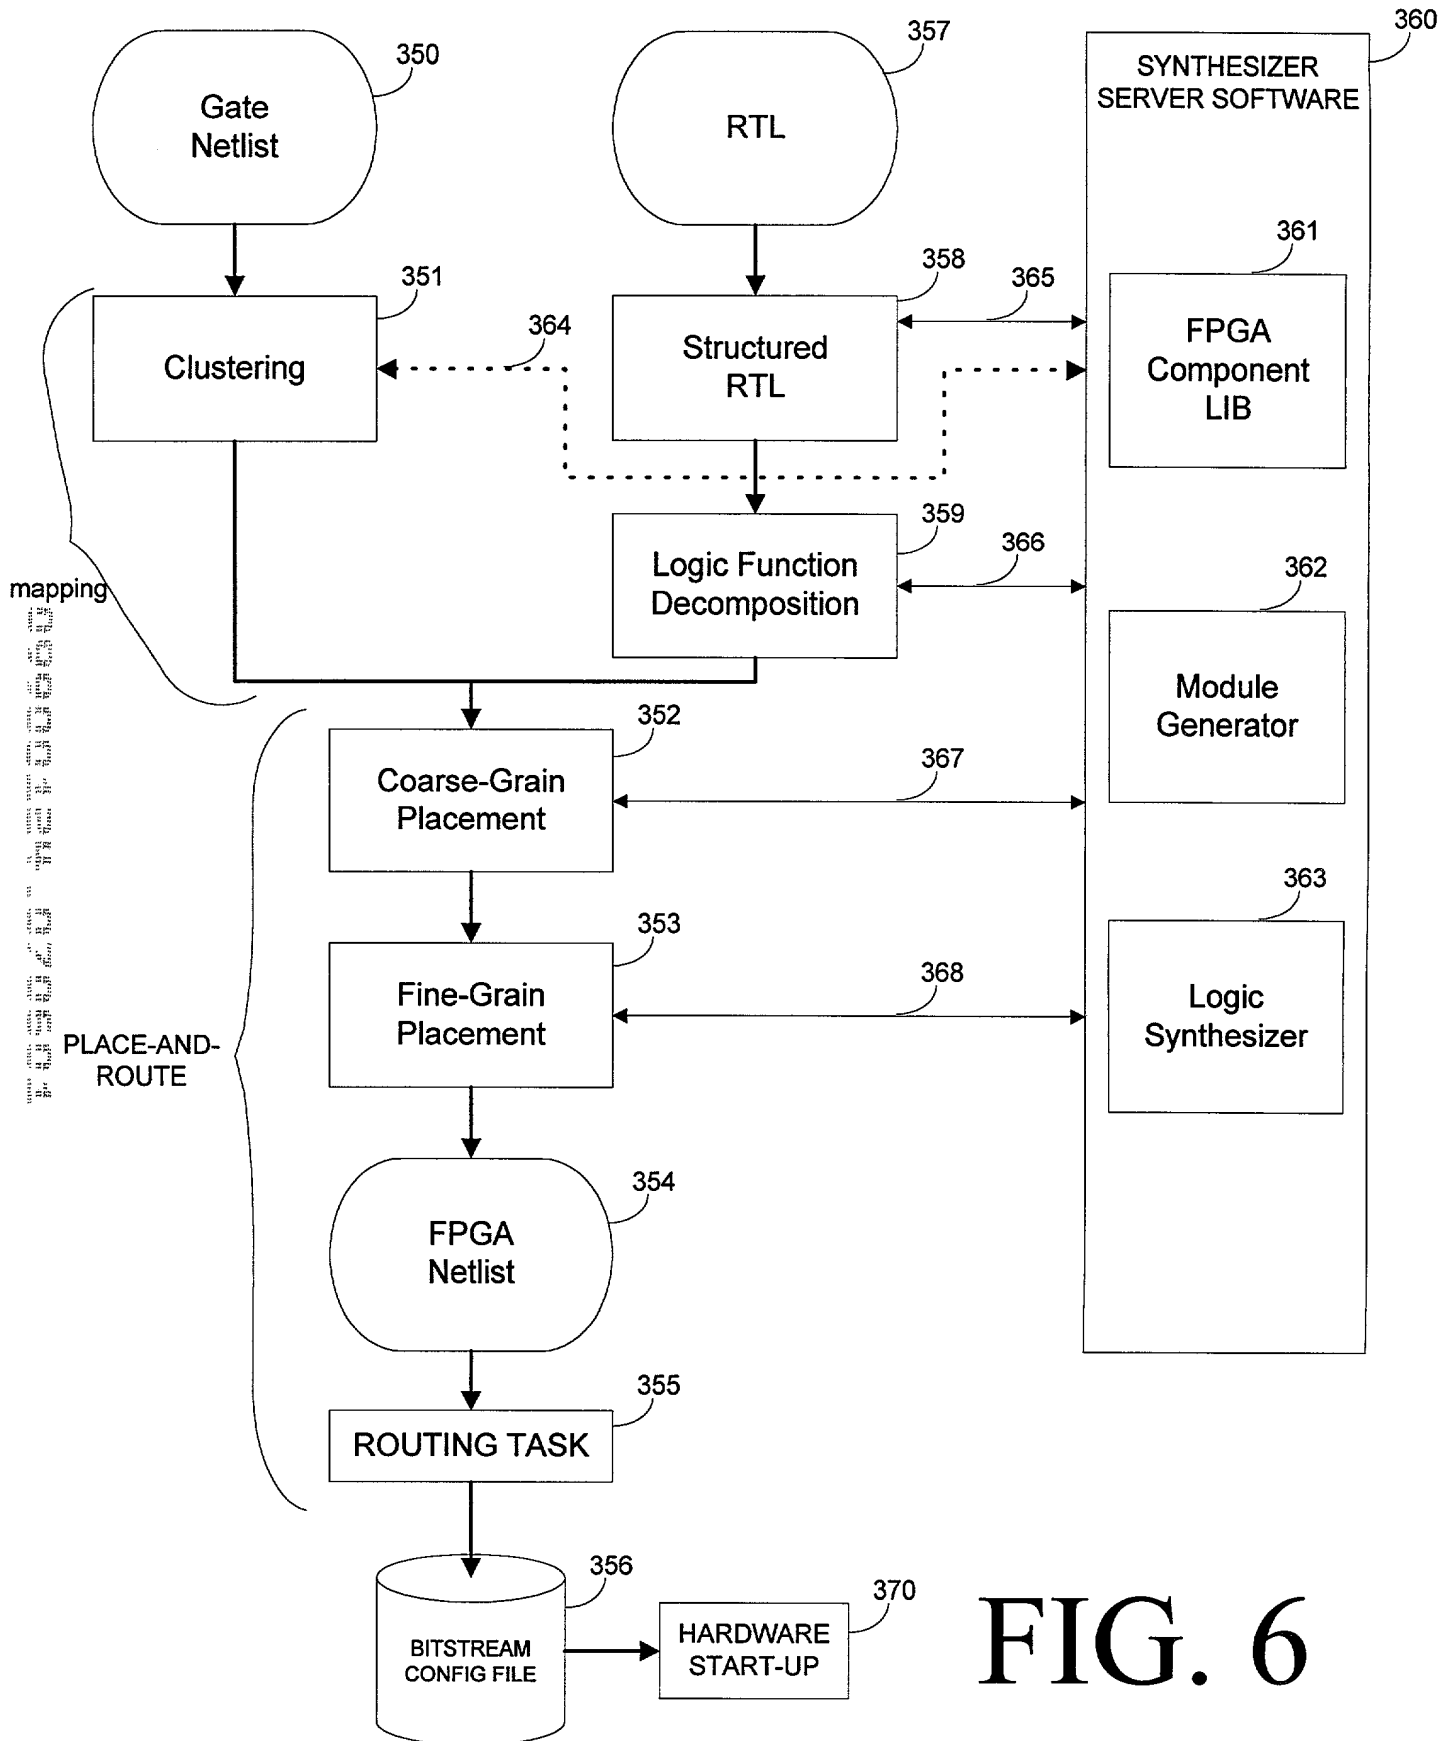 350
Gate
Netlist
357
RTL
360
SYNTHESIZER
SERVER SOFTWARE
351
Clustering
364
358
Structured
RTL
365
361
FPGA
Component
LIB
359
Logic Function
Decomposition
366
mapping
362
Module
Generator
352
Coarse-Grain
Placement
367
363
Logic
Synthesizer
353
Fine-Grain
Placement
368
PLACE-AND-
ROUTE
354
FPGA
Netlist
355
ROUTING TASK
356
BITSTREAM
CONFIG FILE
370
HARDWARE
START-UP
FIG. 6